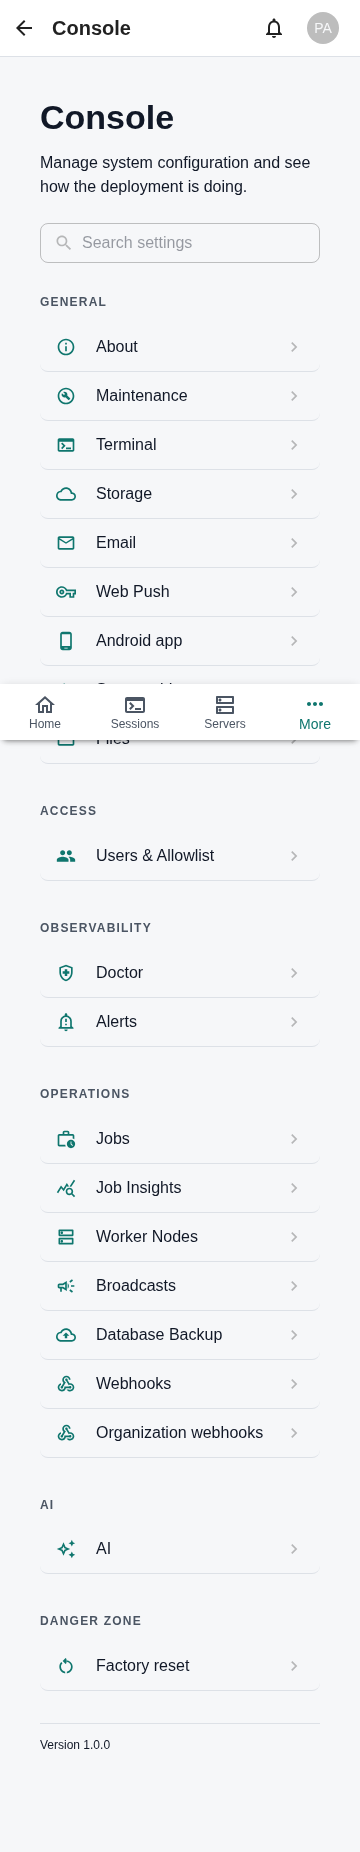 Console
PA
Console
Manage system configuration and see
how the deployment is doing.
Search settings
GENERAL
About
Maintenance
Terminal
Storage
Email
Web Push
Android app
Home
Sessions
Servers
More
Files
ACCESS
Users & Allowlist
OBSERVABILITY
Doctor
Alerts
OPERATIONS
Jobs
Job Insights
Worker Nodes
Broadcasts
Database Backup
Webhooks
Organization webhooks
AI
AI
DANGER ZONE
Factory reset
Version 1.0.0